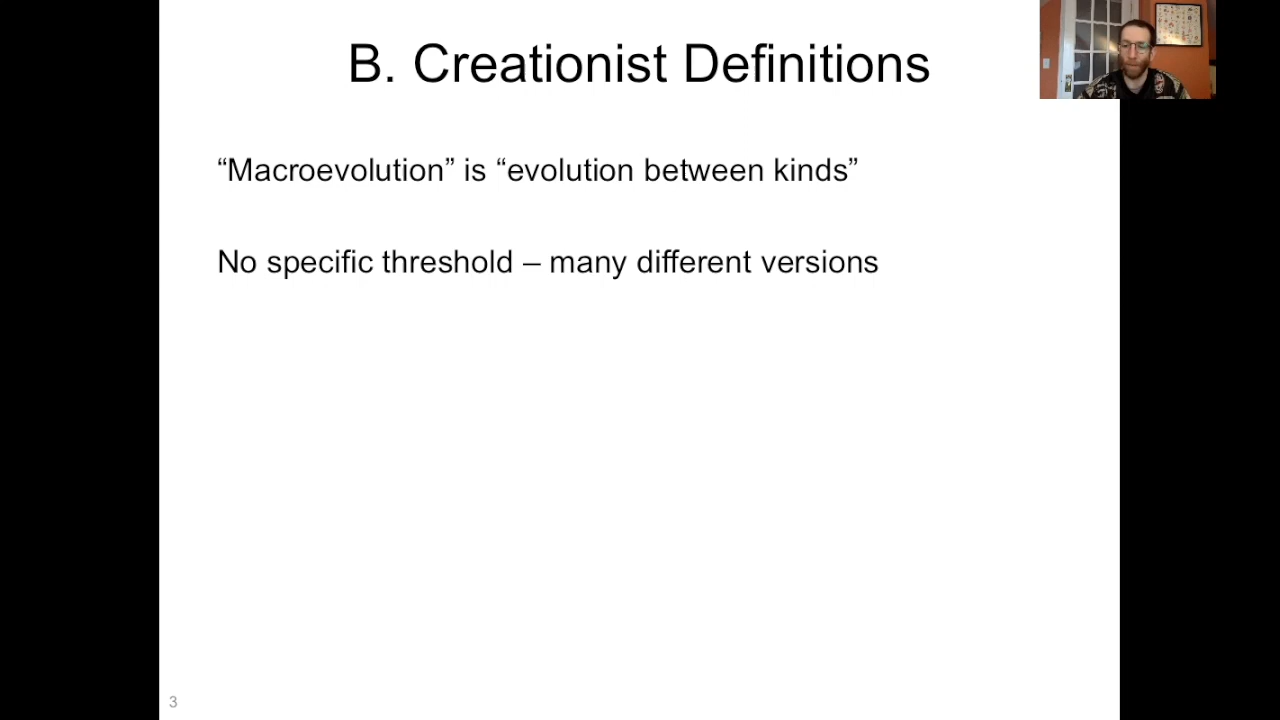 B. Creationist Definitions
“Macroevolution” is “evolution between kinds”
No specific threshold – many different versions
3